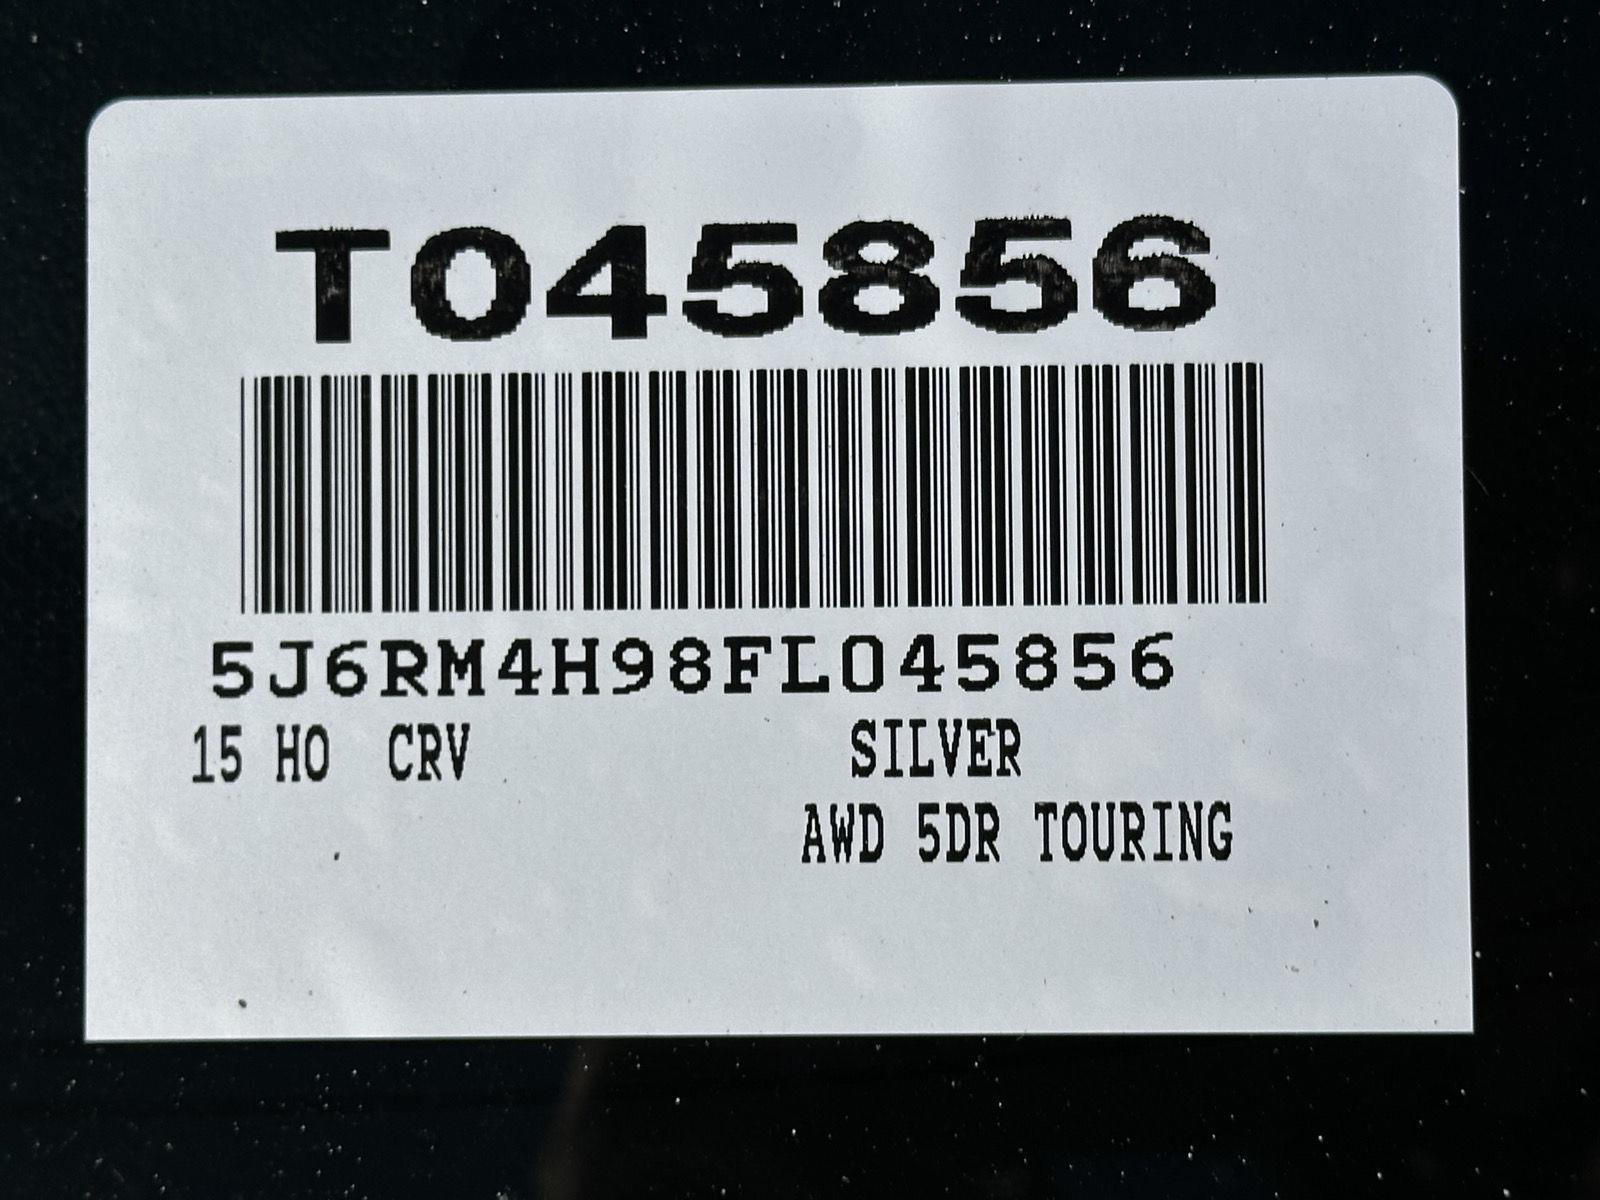 T045856
5J6RM4H98FL045856
15 HO CRV SILVER
AWD 5DR TOURING